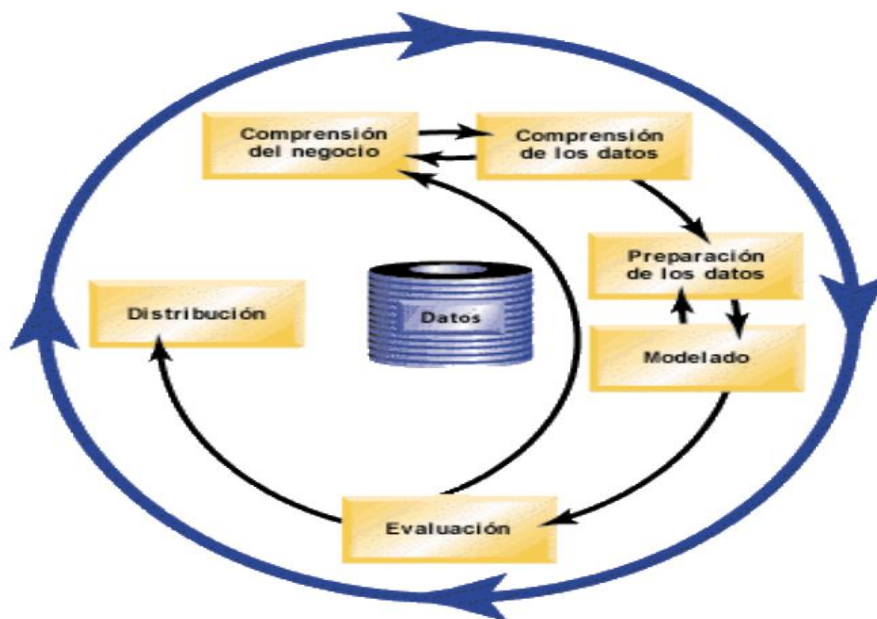 Comprensión
del negocio
Comprensión
de los datos
Preparación
de los datos
Distribución
Datos
Modelado
Evaluación